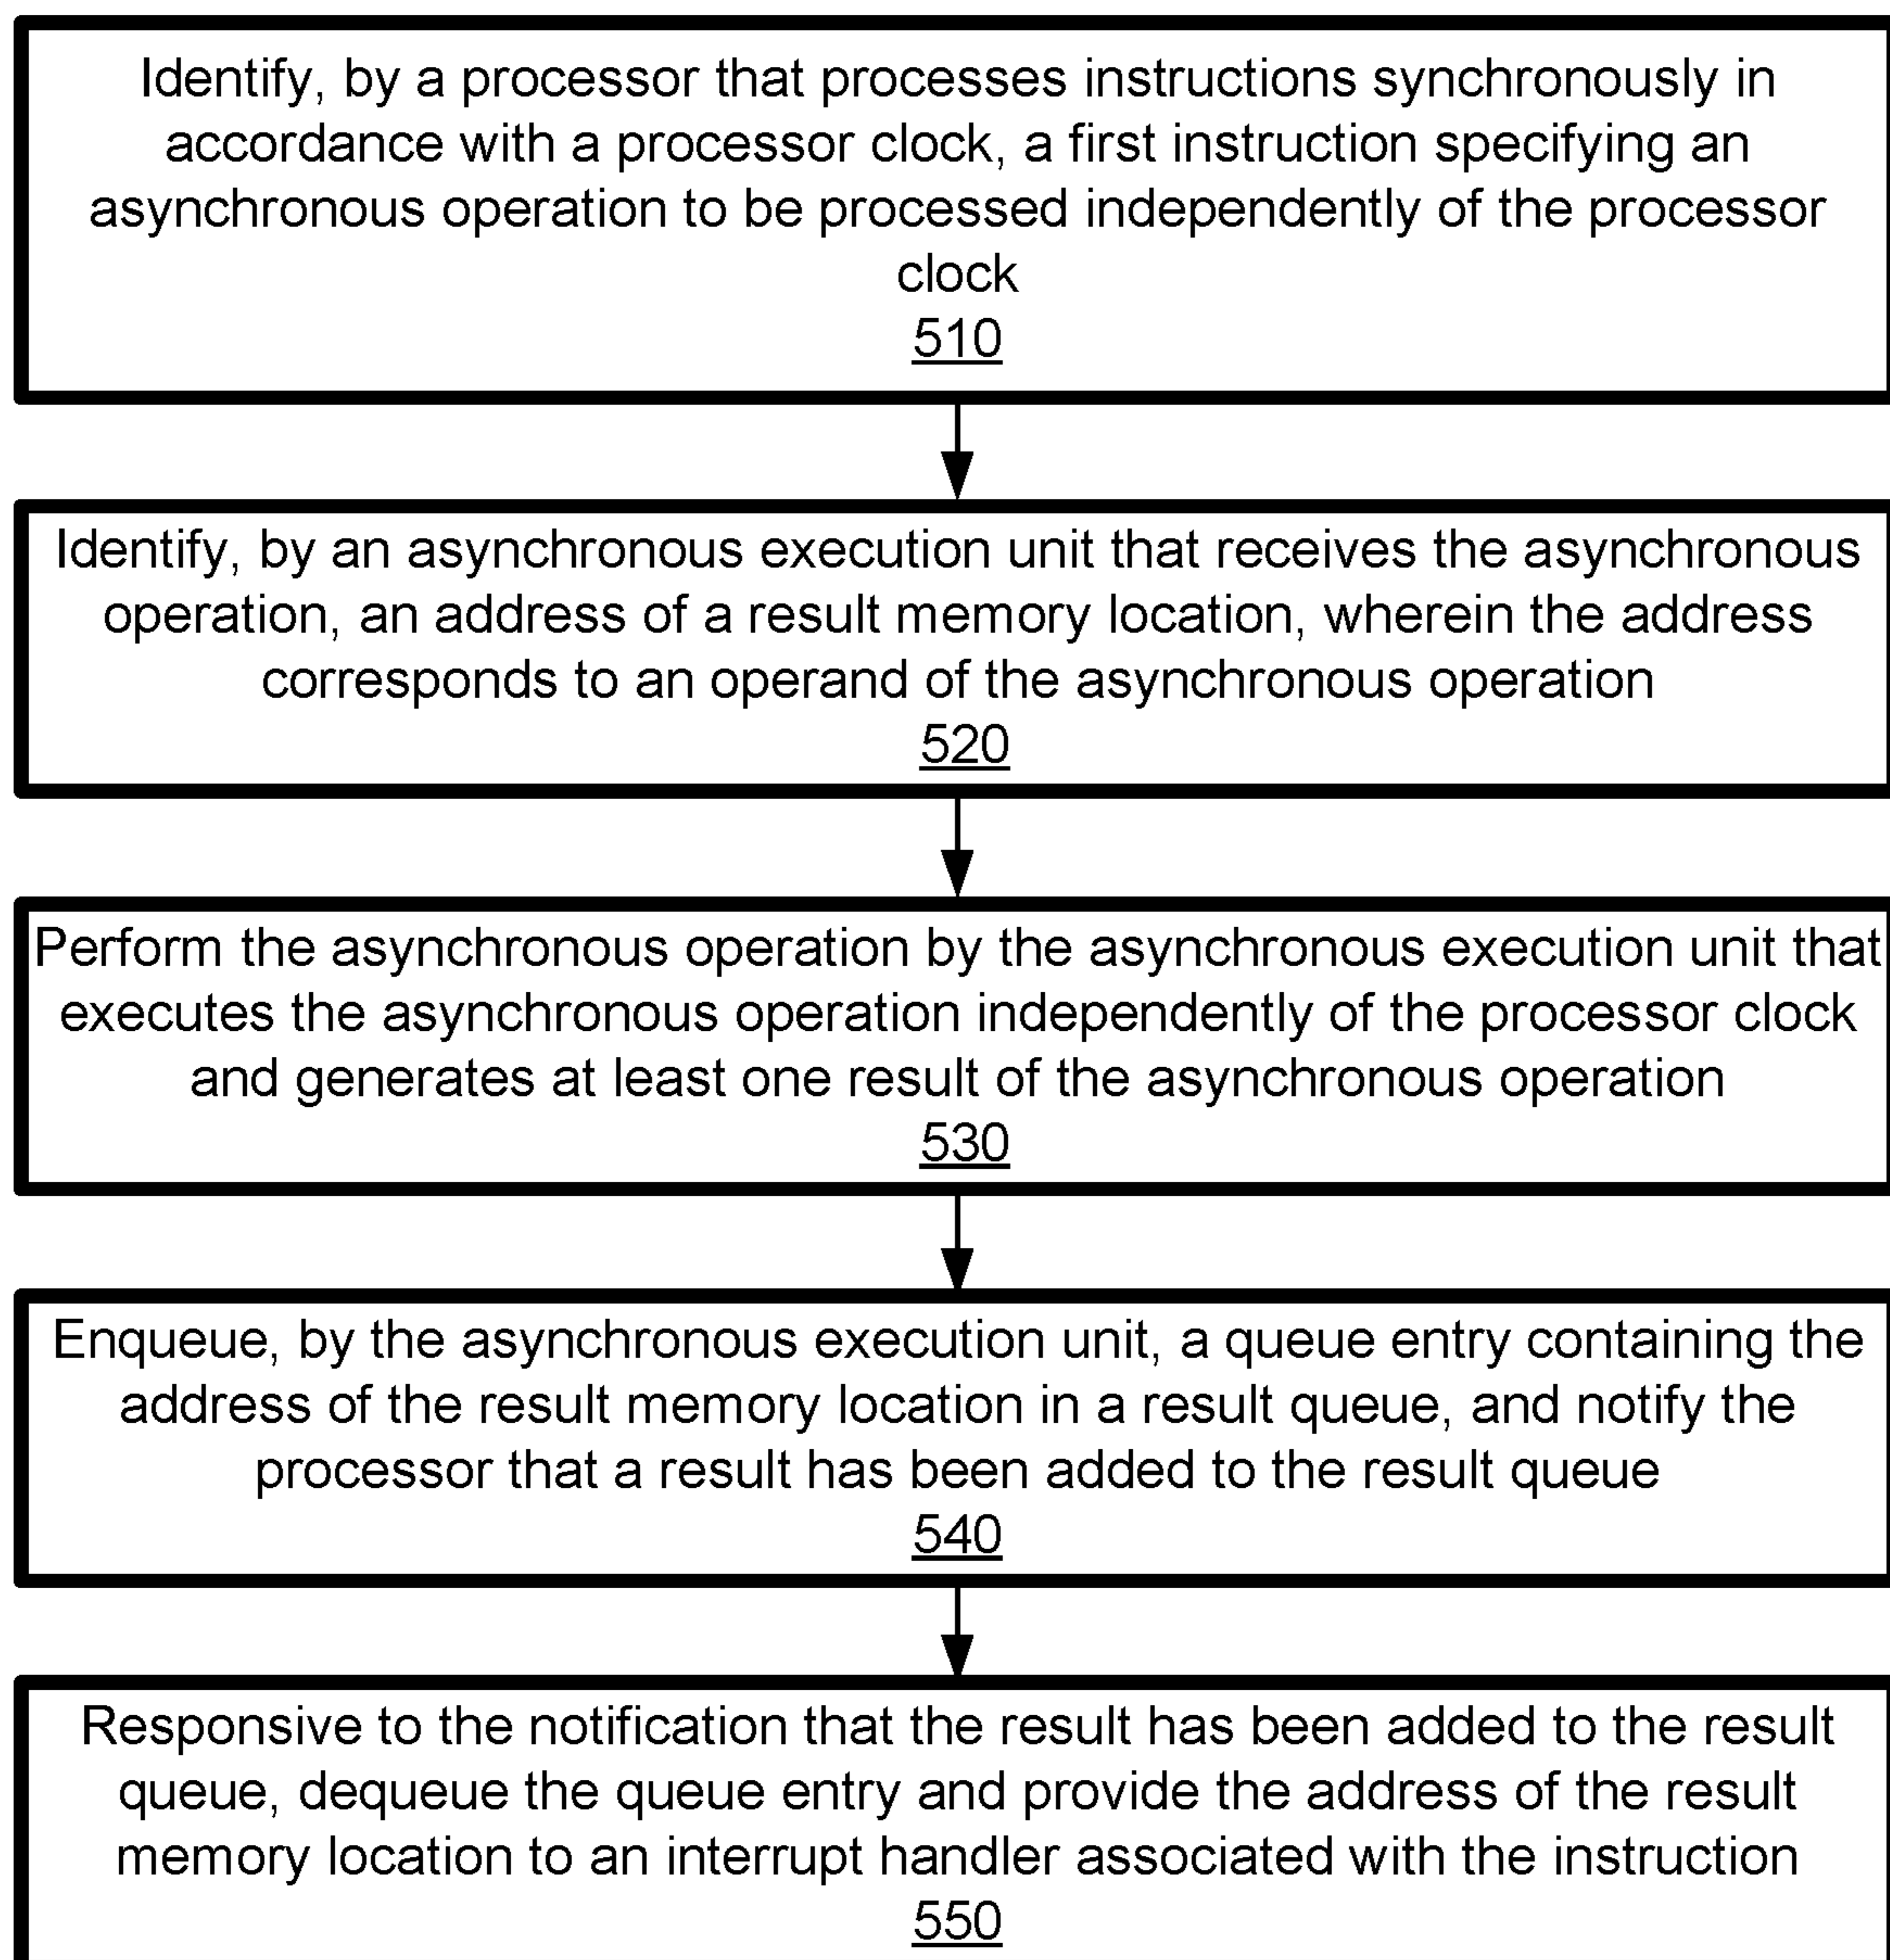 Identify, by a processor that processes instructions synchronously in
accordance with a processor clock, a first instruction specifying an
asynchronous operation to be processed independently of the processor
clock
510
Identify, by an asynchronous execution unit that receives the asynchronous
operation, an address of a result memory location, wherein the address
corresponds to an operand of the asynchronous operation
520
Perform the asynchronous operation by the asynchronous execution unit that
executes the asynchronous operation independently of the processor clock
and generates at least one result of the asynchronous operation
530
Enqueue, by the asynchronous execution unit, a queue entry containing the
address of the result memory location in a result queue, and notify the
processor that a result has been added to the result queue
540
Responsive to the notification that the result has been added to the result
queue, dequeue the queue entry and provide the address of the result
memory location to an interrupt handler associated with the instruction
550